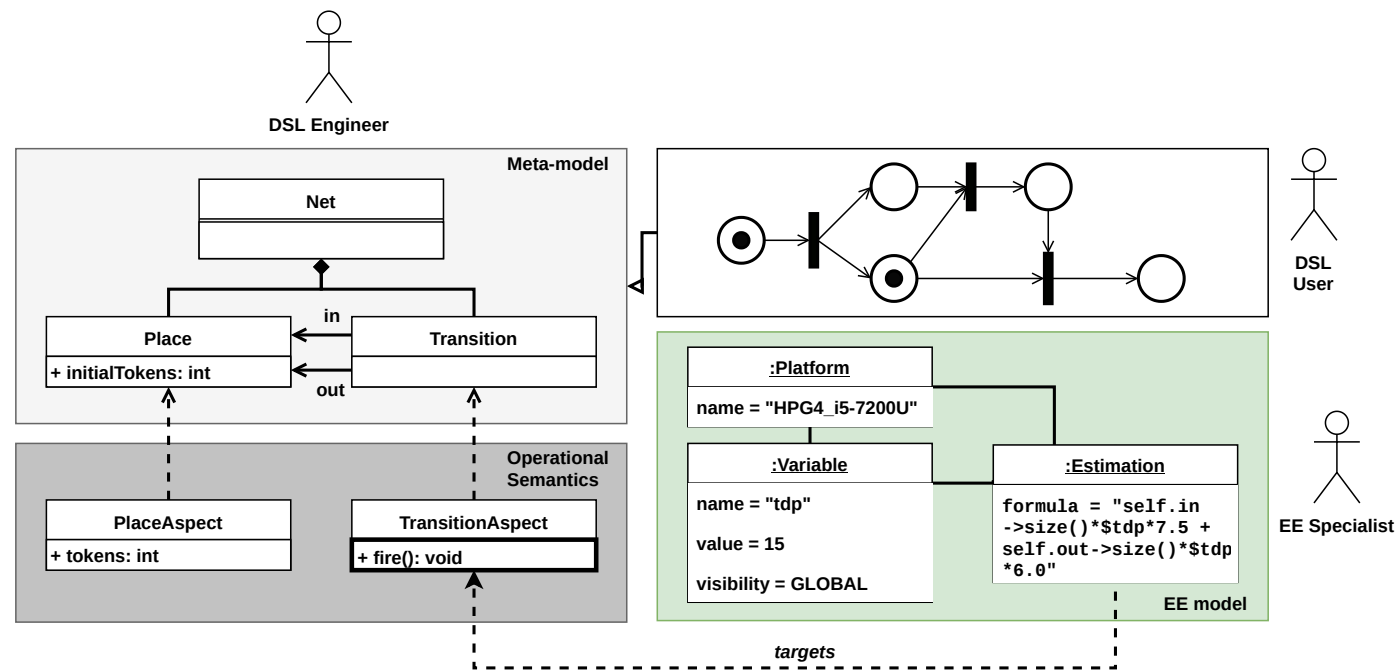 DSL Engineer
Meta-model
Net
Place
+ initialTokens: int
in
out
Transition
Operational
Semantics
PlaceAspect
+ tokens: int
TransitionAspect
+ fire(): void
DSL
User
:Platform
name = "HPG4_i5-7200U"
:Variable
name = "tdp"
value = 15
visibility = GLOBAL
:Estimation
formula = "self.in
->size()*$tdp*7.5 +
self.out->size()*$tdp
*6.0"
EE model
EE Specialist
targets